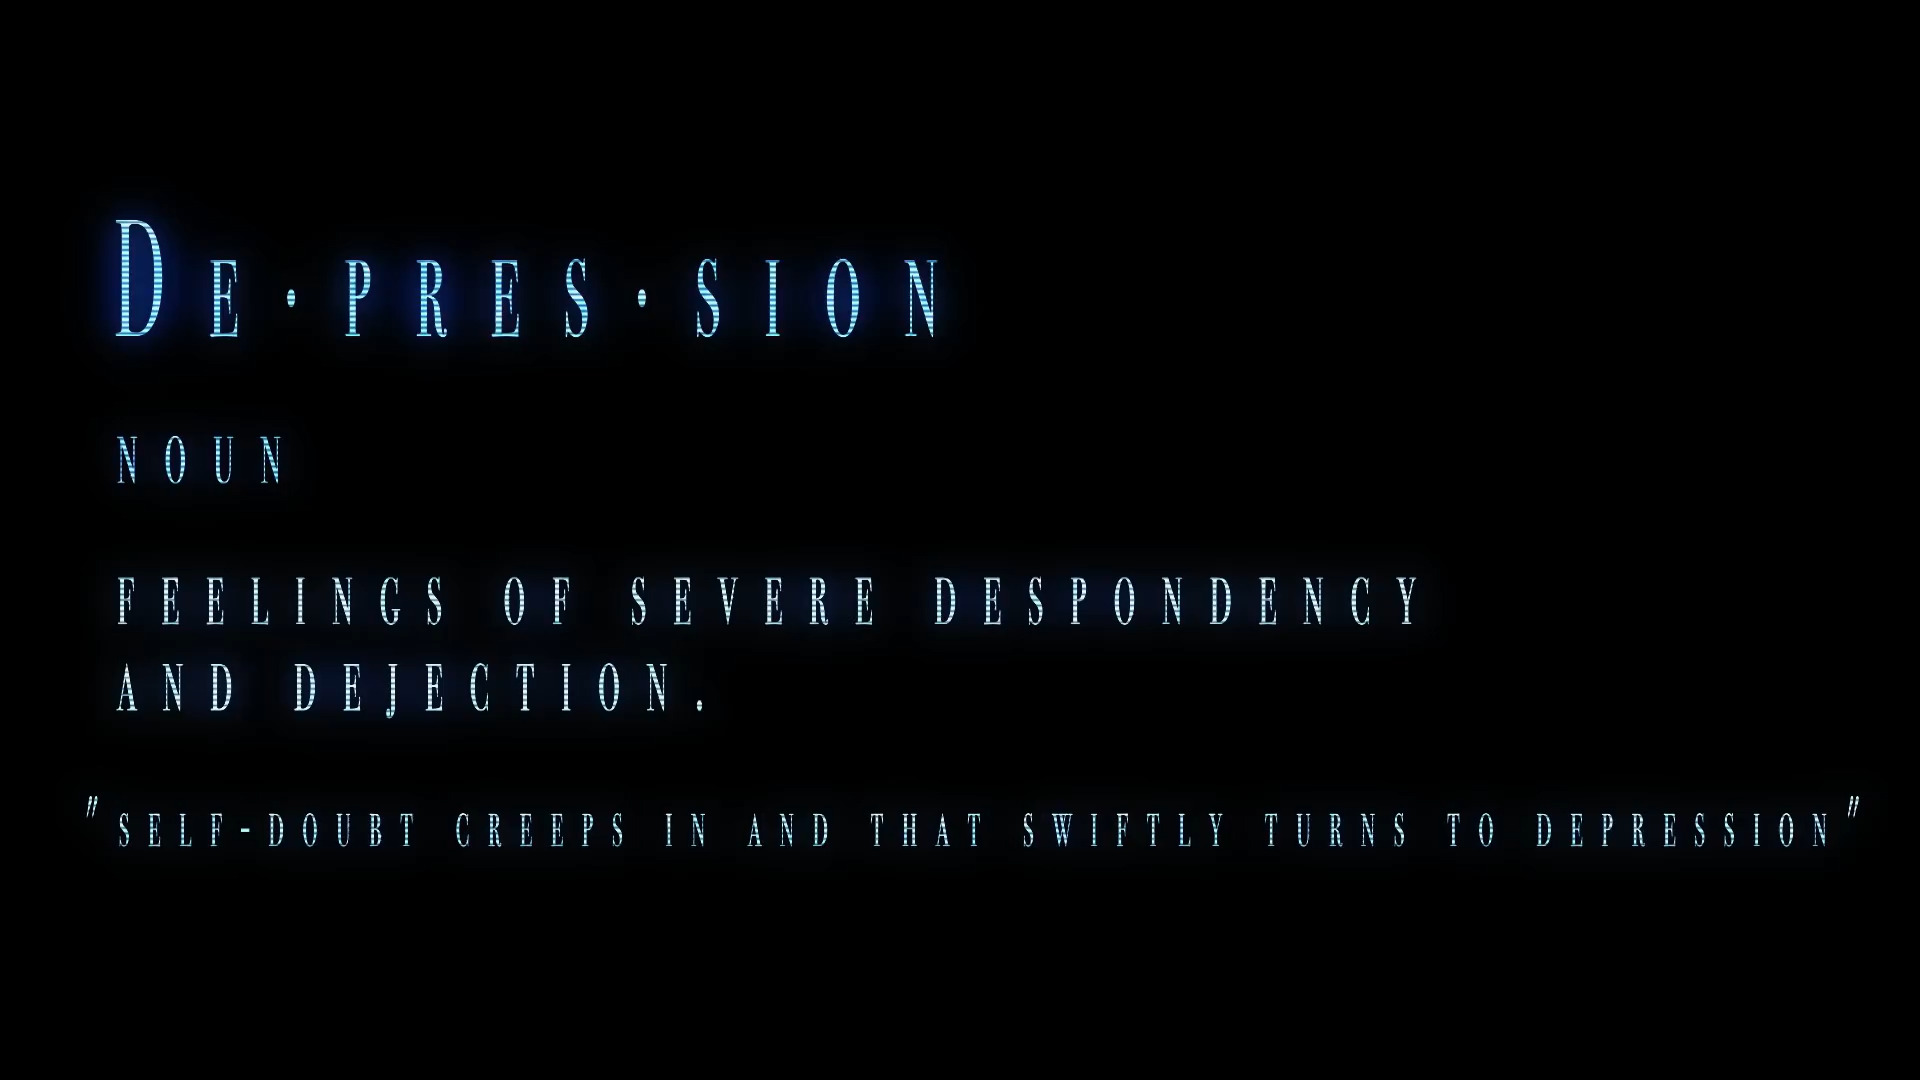 De·pres·sion
NOUN
FEELINGS OF SEVERE DESPONDENCY
AND DEJECTION.
"SELF-DOUBT CREEPS IN AND THAT SWIFTLY TURNS TO DEPRESSION"